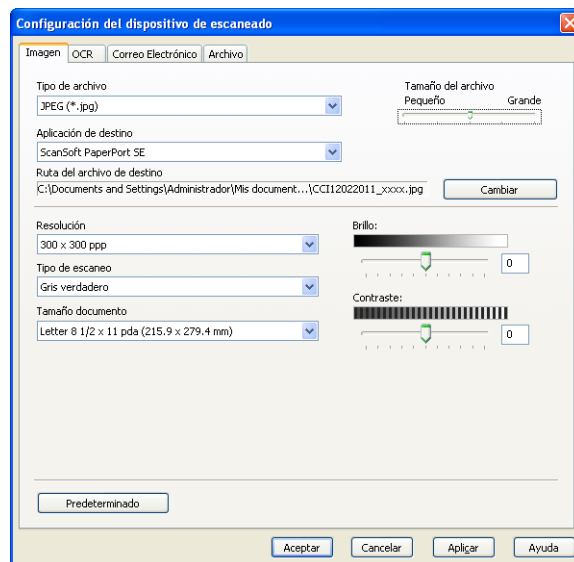 Configuración del dispositivo de escaneado
Imagen OCR Correo Electrónico Archivo
Tipo de archivo
JPEG (*.jpg)
Tamaño del archivo
Pequeño Grande
Aplicación de destino
ScanSoft PaperPort SE
Ruta del archivo de destino
C:\Documents and Settings\Administrador\Mis document...\CCI12022011_xxxx.jpg
Cambiar
Resolución
300 x 300 ppp
Tipo de escaneo
Gris verdadero
Tamaño documento
Letter 8 1/2 x 11 pda (215.9 x 279.4 mm)
Brillo:
0
Contraste:
0
Predeterminado
Aceptar Cancelar Aplicar Ayuda